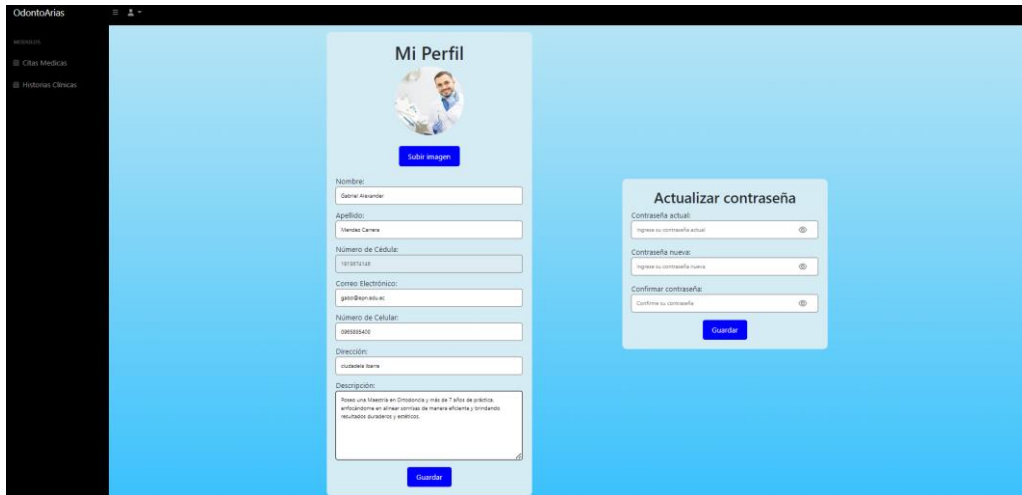 OdontoArias
MODULOS
Citas Medicas
Historias Clínicas
Mi Perfil
Subir imagen
Nombre:
Gabriel Alexander
Apellido:
Mendez Carrera
Número de Cédula:
Correo Electrónico:
gabo@epn.edu.ec
Número de Celular:
0965885400
Dirección:
ciudadela ibarra
Descripción:
Poseo una Maestría en Ortodoncia y más de 7 años de práctica,
enfocándome en alinear sonrisas de manera eficiente y brindando
resultados duraderos y estéticos.
Guardar
Actualizar contraseña
Contraseña actual:
Ingrese su contraseña actual
Contraseña nueva:
Ingrese su contraseña nueva
Confirmar contraseña:
Confirme su contraseña
Guardar